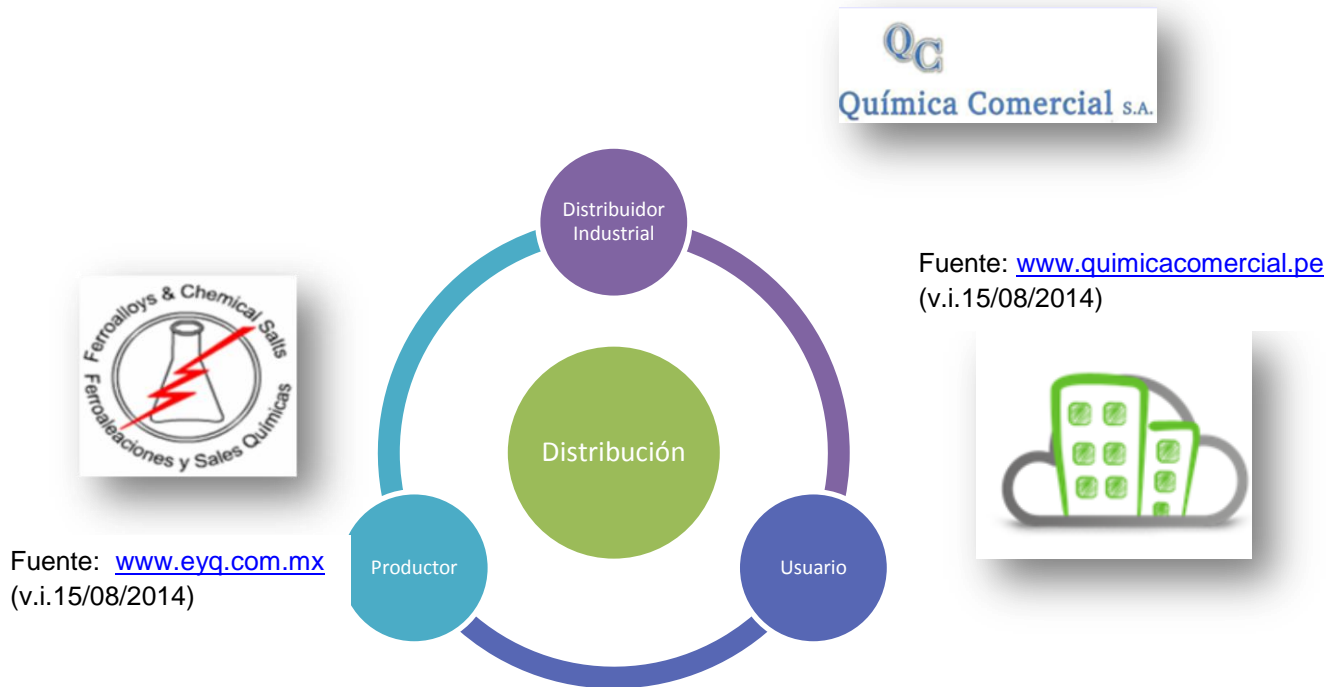 QC
Química Comercial S.A.
Distribuidor
Industrial
Fuente: www.quimicacomercial.pe
(v.i.15/08/2014)
Ferroalloys & Chemical Salts
Ferroaleaciones y Sales Químicas
Distribución
Fuente: www.eyq.com.mx
(v.i.15/08/2014)
Productor
Usuario